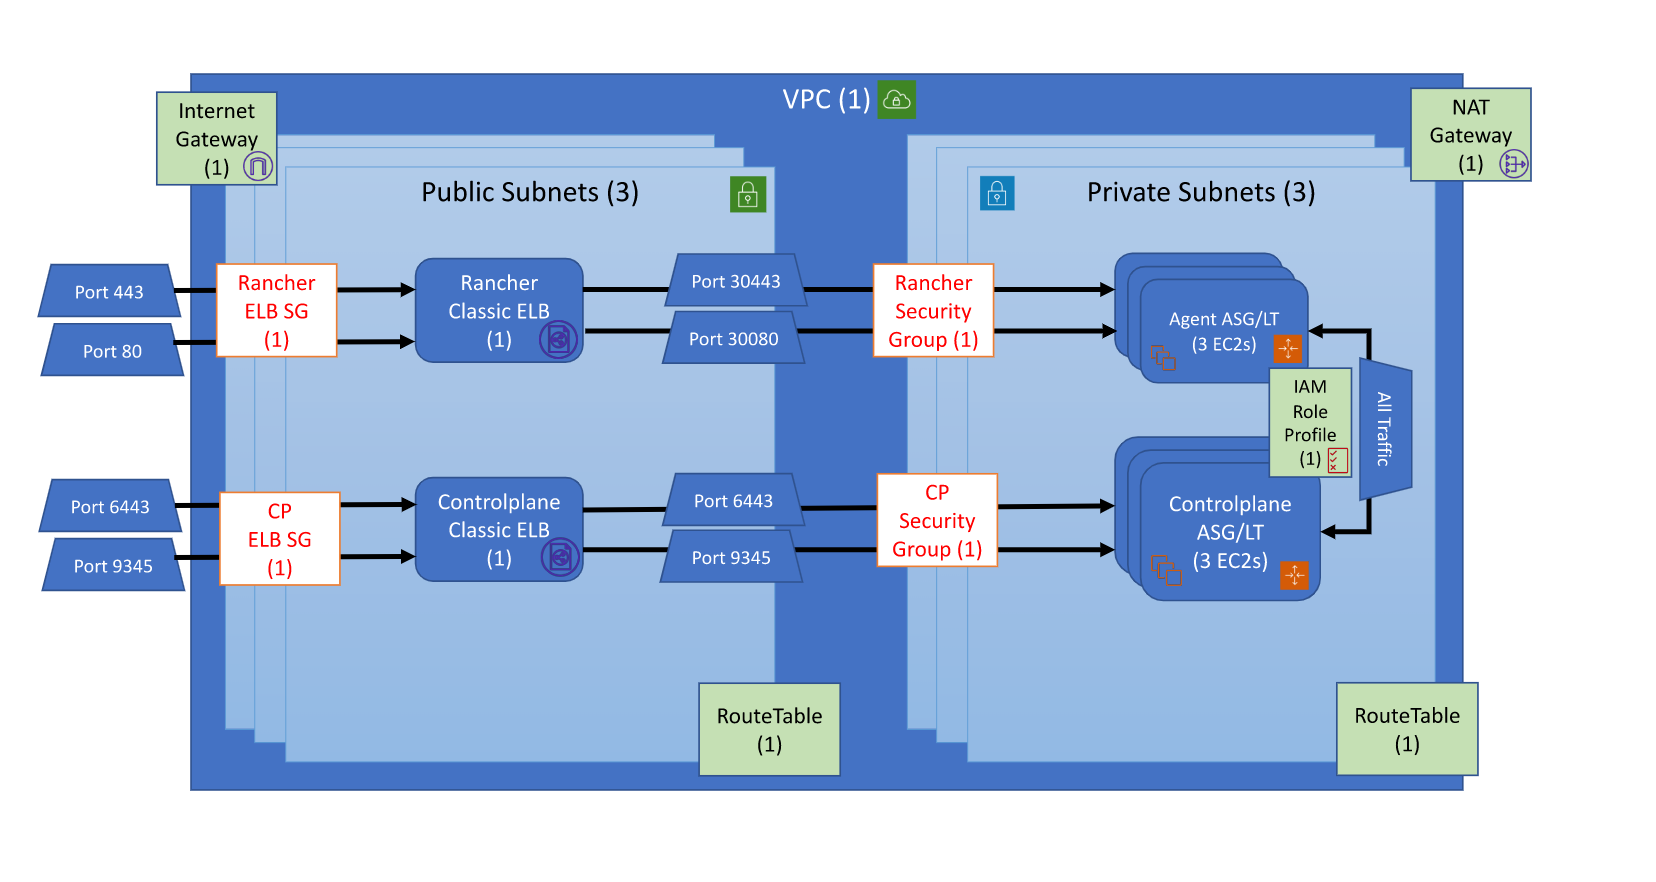 VPC (1)
Internet
Gateway
(1)
NAT
Gateway
(1)
Public Subnets (3)
Private Subnets (3)
Port 443
Port 80
Rancher
ELB SG
(1)
Rancher
Classic ELB
(1)
Port 30443
Port 30080
Rancher
Security
Group (1)
Agent ASG/LT
(3 EC2s)
IAM
Role
Profile
(1)
All Traffic
Port 6443
Port 9345
CP
ELB SG
(1)
Controlplane
Classic ELB
(1)
Port 6443
Port 9345
CP
Security
Group (1)
Controlplane
ASG/LT
(3 EC2s)
RouteTable
(1)
RouteTable
(1)